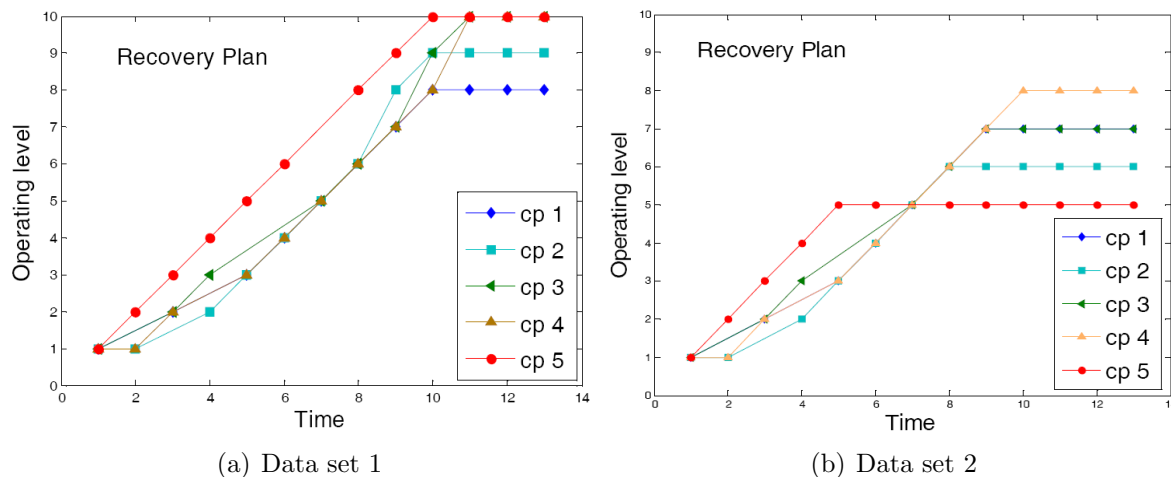 10
9
8
7
6
5
4
3
2
1
0
Operating level
Recovery Plan
cp 1
cp 2
cp 3
cp 4
cp 5
0 2 4 6 8 10 12 14
Time
(a) Data set 1
10
9
8
7
6
5
4
3
2
1
0
Operating level
Recovery Plan
cp 1
cp 2
cp 3
cp 4
cp 5
0 2 4 6 8 10 12
Time
(b) Data set 2